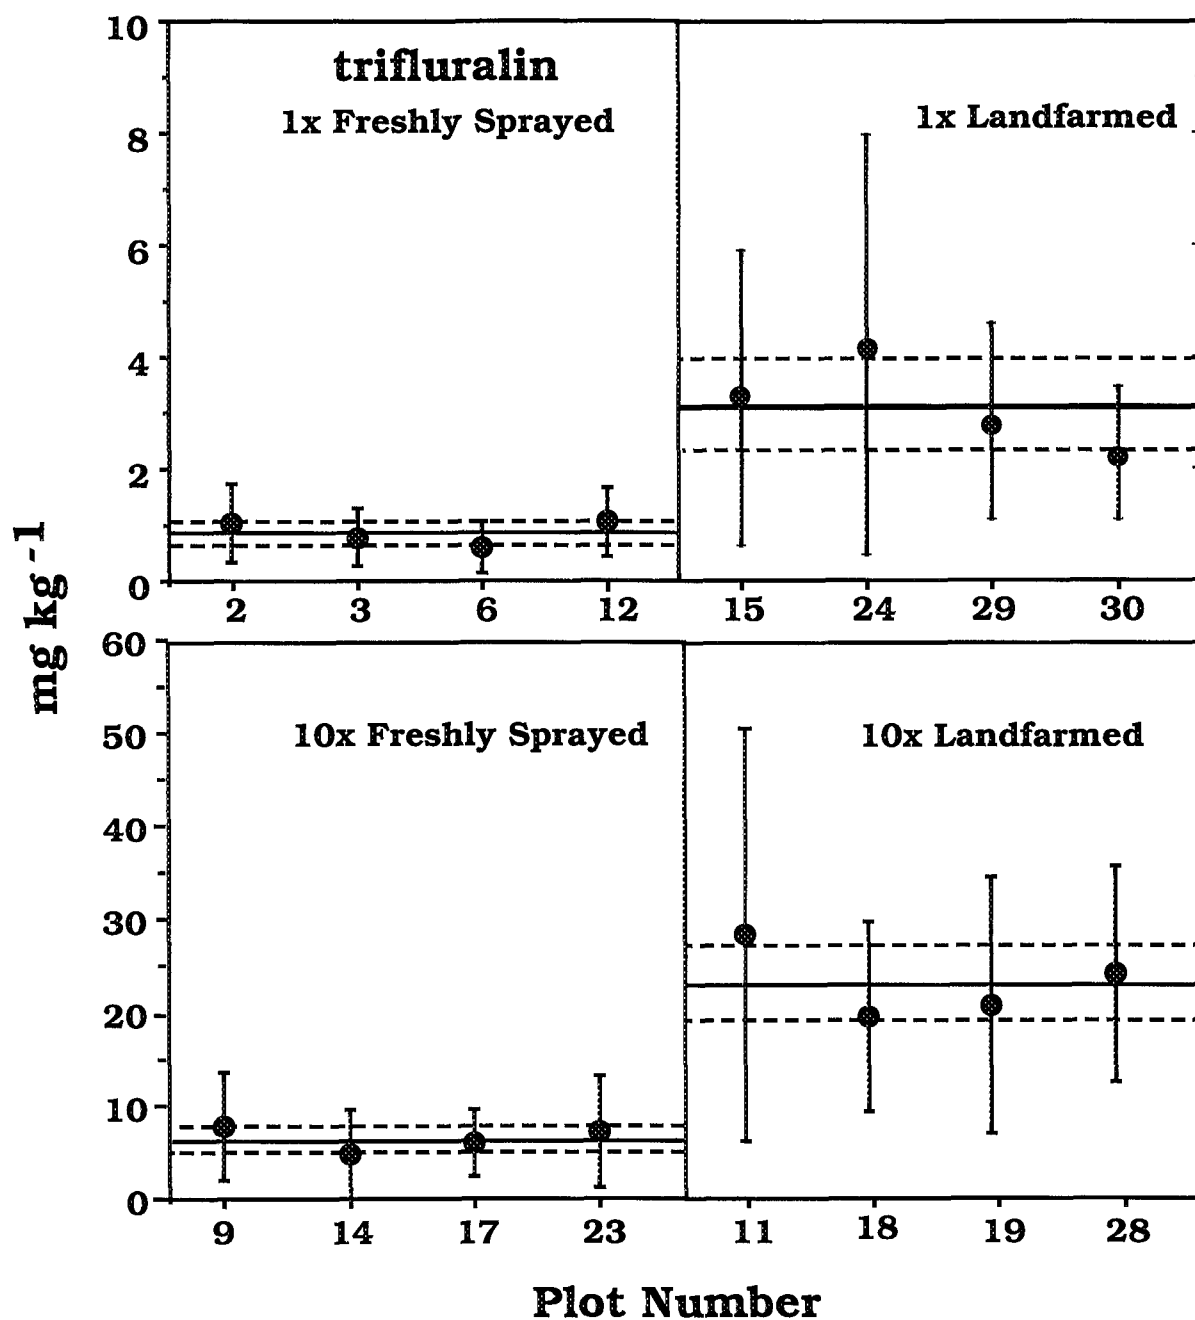 trifluralin
1x Freshly Sprayed
1x Landfarmed
10
8
6
4
2
0
2 3 6 12 15 24 29 30
mg kg-1
10x Freshly Sprayed
10x Landfarmed
60
50
40
30
20
10
0
9 14 17 23 11 18 19 28
Plot Number